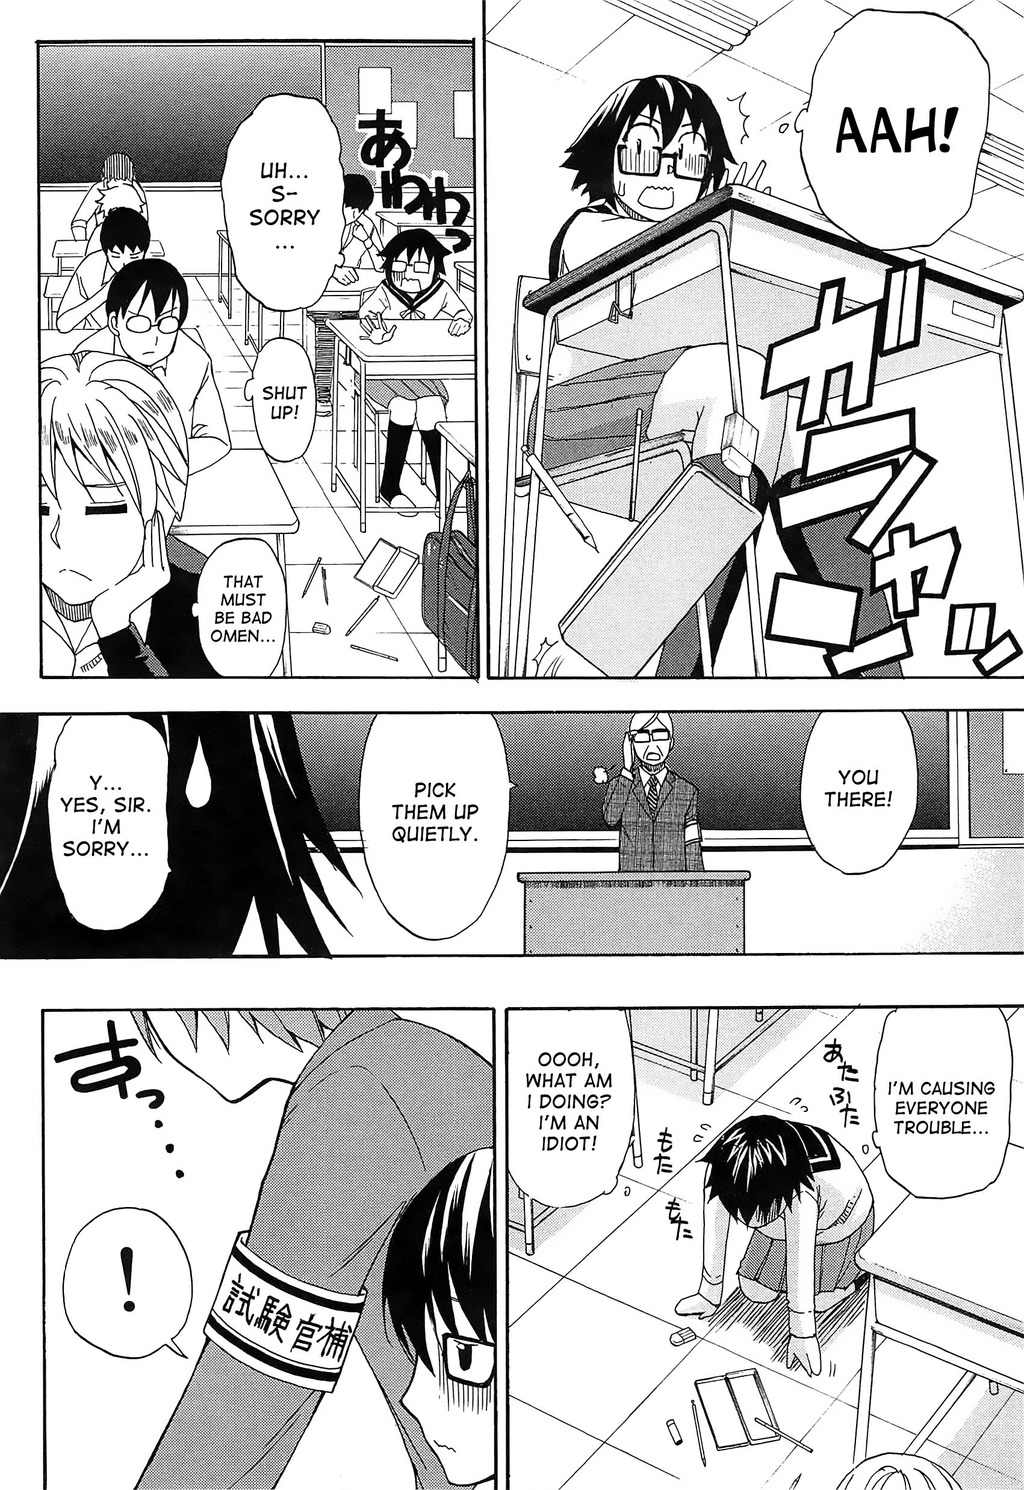 AAH!
ガシャーン
UH...
S-
SORRY
...
あわわわっ
SHUT
UP!
THAT
MUST
BE BAD
OMEN...
YOU
THERE!
PICK
THEM UP
QUIETLY.
Y...
YES, SIR.
I'M
SORRY...
I'M CAUSING
EVERYONE
TROUBLE...
あたふた
もた
もた
OOOH,
WHAT AM
I DOING?
I'M AN
IDIOT!
すっ…
!
試験官補